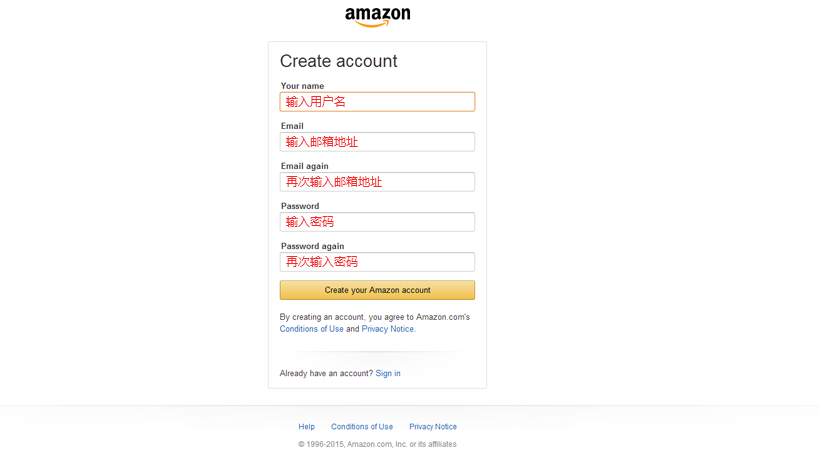 amazon
Create account
Your name
输入用户名
Email
输入邮箱地址
Email again
再次输入邮箱地址
Password
输入密码
Password again
再次输入密码
Create your Amazon account
By creating an account, you agree to Amazon.com's
Conditions of Use and Privacy Notice.
Already have an account? Sign in
Help Conditions of Use Privacy Notice
© 1996-2015, Amazon.com, Inc. or its affiliates